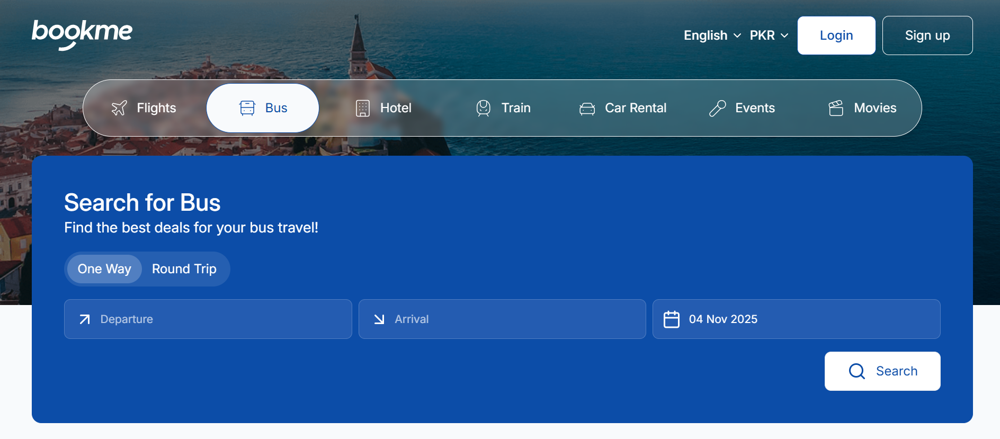 bookme
English PKR Login Sign up
Flights Bus Hotel Train Car Rental Events Movies
Search for Bus
Find the best deals for your bus travel!
One Way Round Trip
Departure Arrival 04 Nov 2025
Search